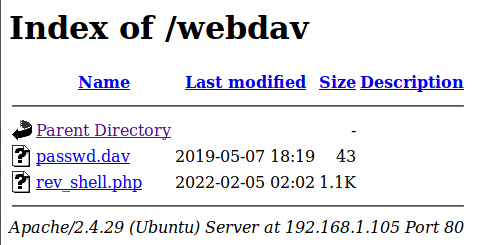 Index of /webdav
Name Last modified Size Description
Parent Directory -
passwd.dav 2019-05-07 18:19 43
rev_shell.php 2022-02-05 02:02 1.1K
Apache/2.4.29 (Ubuntu) Server at 192.168.1.105 Port 80